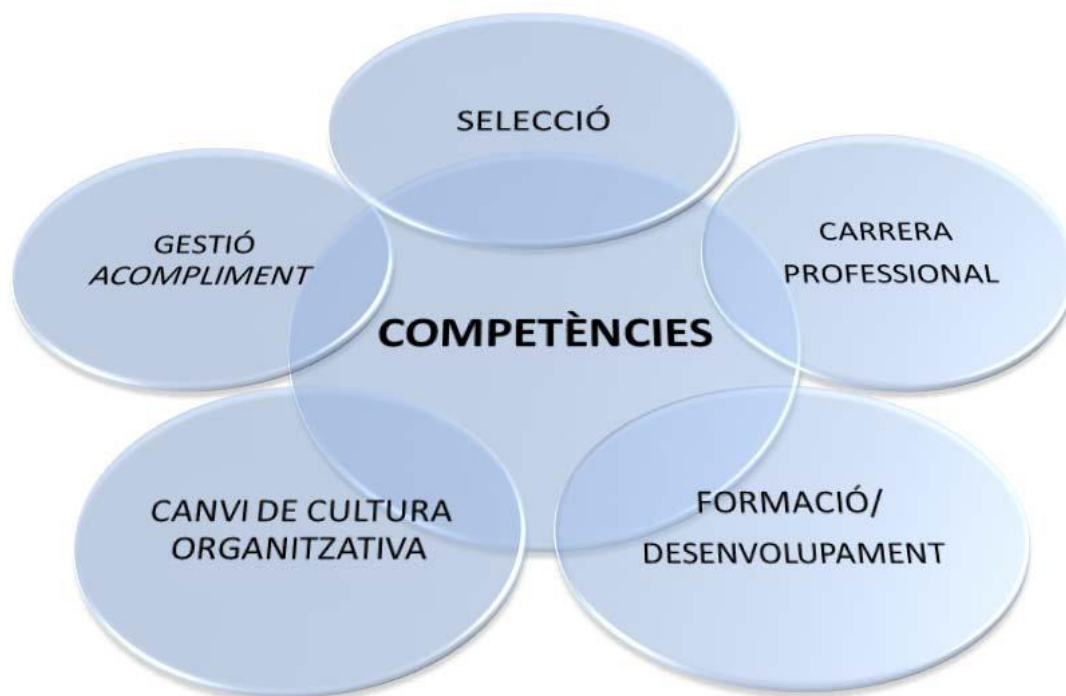 SELECCIÓ
GESTIÓ
ACOMPLIMENT
CARRERA
PROFESSIONAL
COMPETÈNCIES
CANVI DE CULTURA
ORGANITZATIVA
FORMACIÓ/
DESENVOLUPAMENT